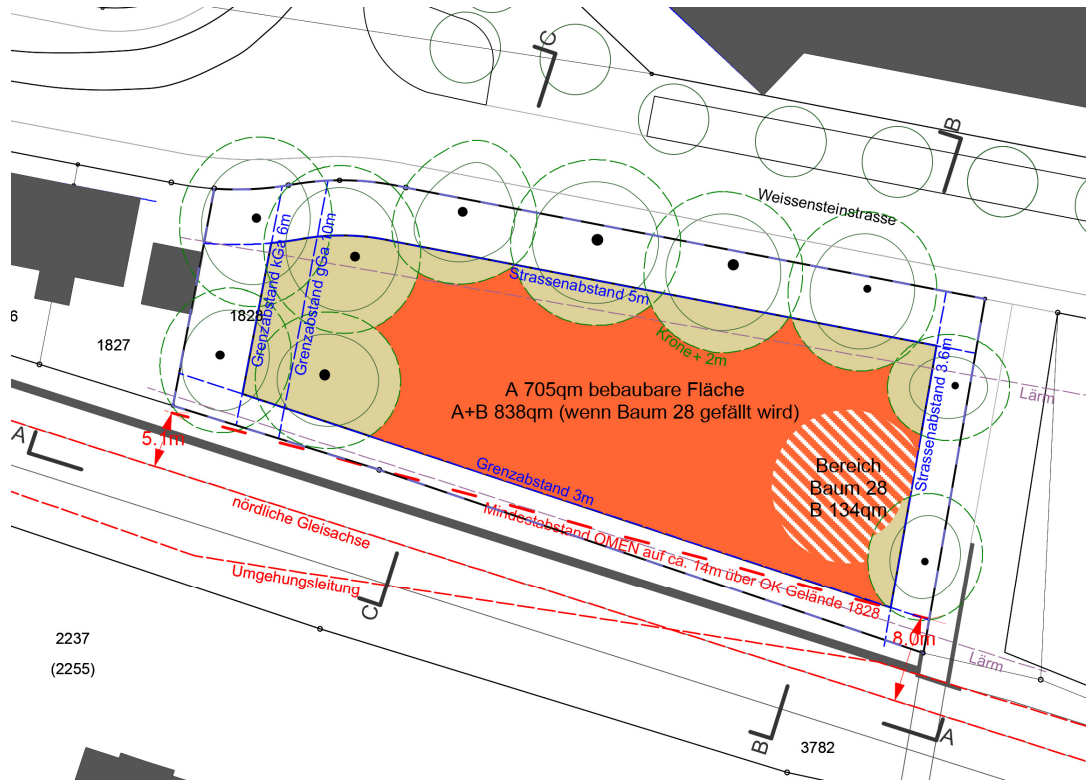 C
B
Weissensteinstrasse
Grenzabstand kGa 6m
Grenzabstand gGa 10m
Strassenabstand 5m
1828
6
1827
Krone+ 2m
Strassenabstand 3.6m
Lärm
A 705qm bebaubare Fläche
A+B 838qm (wenn Baum 28 gefällt wird)
A
5.1m
Bereich
Baum 28
B 134qm
Grenzabstand 3m
nördliche Gleisachse
Mindestabstand OMEN auf ca. 14m über OK Gelände 1828
Umgehungsleitung
C
8.0m
Lärm
2237
(2255)
B
3782
A